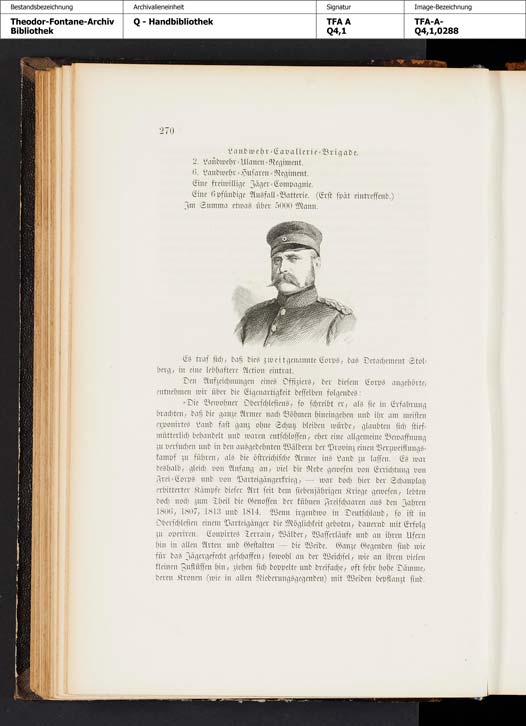 Bestandsbezeichnung
Archivalieneinheit
Signatur
Image-Bezeichnung
Theodor-Fontane-Archiv
Bibliothek
Q - Handbibliothek
TFA A
Q4,1
TFA-A-
Q4,1,0288
270
Landwehr-Cavallerie-Brigade.
2. Landwehr-Ulanen-Regiment.
6. Landwehr-Husaren-Regiment.
Eine freiwillige Jäger-Compagnie.
Eine 6pfündige Ausfall-Batterie. (Erst spät eintreffend.)
Im Summa etwas über 5000 Mann.
Es traf sich, daß dies zweitgenannte Corps, das Detachement Stol-
berg, in eine lebhaftere Action eintrat.
Den Aufzeichnungen eines Offiziers, der diesem Corps angehörte,
entnehmen wir über die Eigenartigkeit desselben folgendes:
»Die Bewohner Oberschlesiens, so schreibt er, als sie in Erfahrung
brachten, daß die ganze Armee nach Böhmen hineingehen und ihr am meisten
exponirtes Land fast ganz ohne Schutz bleiben würde, glaubten sich stief-
mütterlich behandelt und waren entschlossen, eher eine allgemeine Bewaffnung
zu versuchen und in den ausgedehnten Wäldern der Provinz einen Verzweiflungs-
kampf zu führen, als die östreichische Armee ins Land zu lassen. Es war
deshalb, gleich von Anfang an, viel die Rede gewesen von Errichtung von
Frei-Corps und von Parteigängerkrieg, — war doch hier der Schauplatz
erbitterter Kämpfe dieser Art seit dem siebenjährigen Kriege gewesen, lebten
doch noch zum Theil die Genossen der kühnen Freischaaren aus den Jahren
1806, 1807, 1813 und 1814. Wenn irgendwo in Deutschland, so ist in
Oberschlesien einem Parteigänger die Möglichkeit geboten, dauernd mit Erfolg
zu operiren. Coupirtes Terrain, Wälder, Wasserläufe und an ihren Ufern
hin in allen Arten und Gestalten — die Weide. Ganze Gegenden sind wie
für das Jägergefecht geschaffen; sowohl an der Weichsel, wie an ihren vielen
kleinen Zuflüssen hin, ziehen sich doppelte und dreifache, oft sehr hohe Dämme,
deren Kronen (wie in allen Niederungsgegenden) mit Weiden bepflanzt sind.